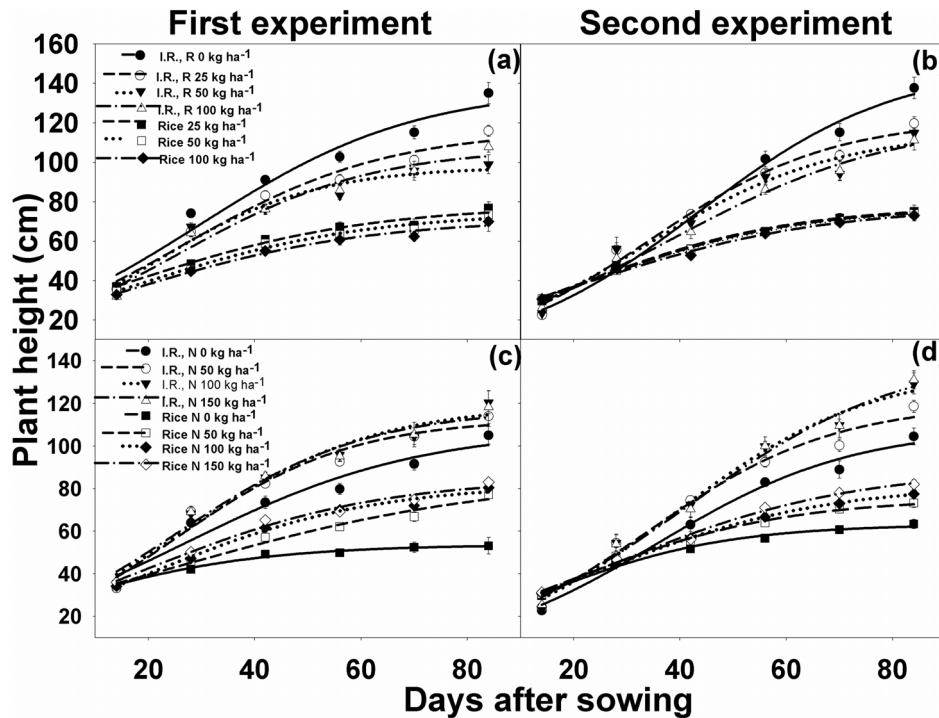 First experiment
Second experiment
160
140
120
100
80
60
40
20
I.R., R 0 kg ha-1
I.R., R 25 kg ha-1
I.R., R 50 kg ha-1
I.R., R 100 kg ha-1
Rice 25 kg ha-1
Rice 50 kg ha-1
Rice 100 kg ha-1
(a)
(b)
Plant height (cm)
140
120
100
80
60
40
20
I.R., N 0 kg ha-1
I.R., N 50 kg ha-1
I.R., N 100 kg ha-1
I.R., N 150 kg ha-1
Rice N 0 kg ha-1
Rice N 50 kg ha-1
Rice N 100 kg ha-1
Rice N 150 kg ha-1
(c)
(d)
20 40 60 80
20 40 60 80
Days after sowing